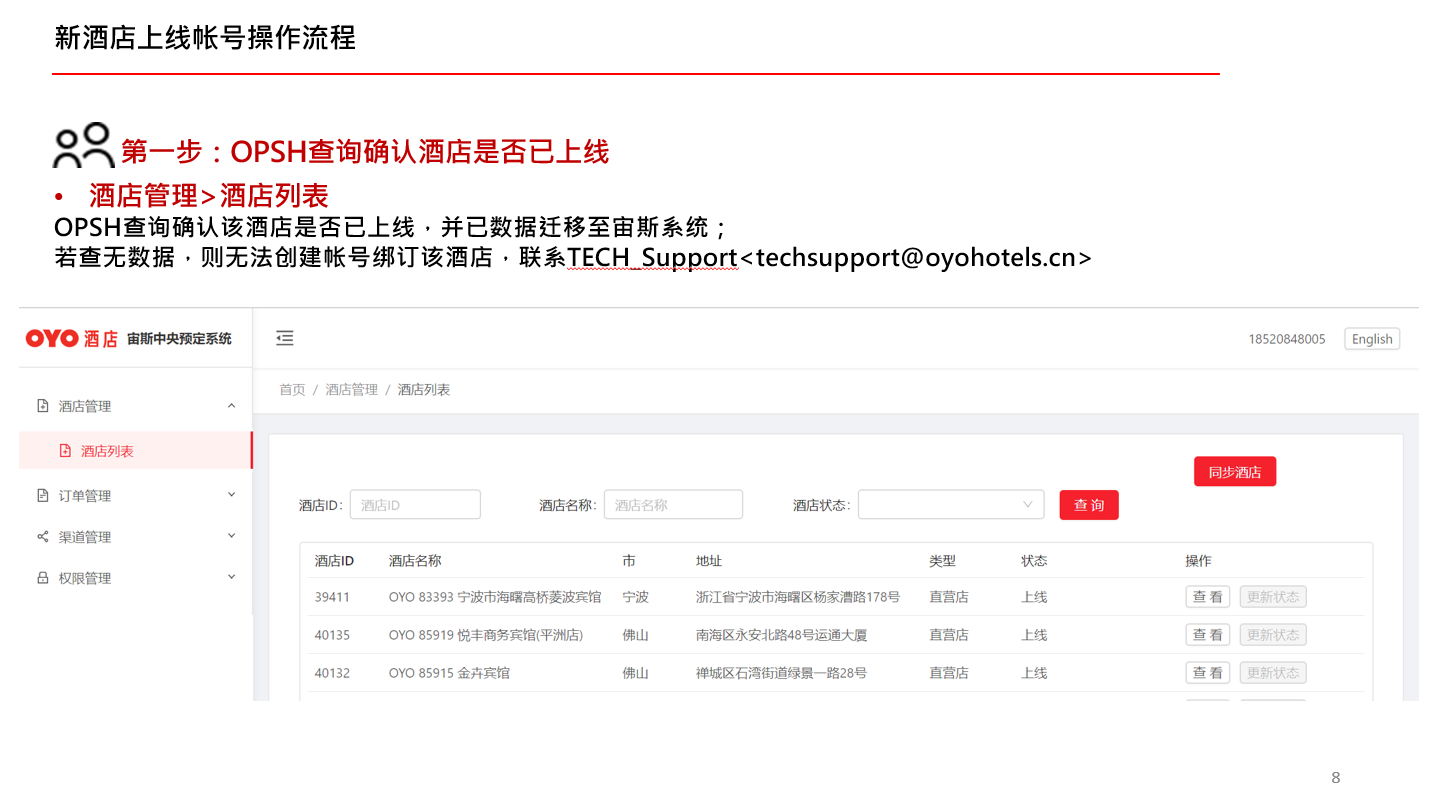 新酒店上线帐号操作流程
第一步：OPSH查询确认酒店是否已上线
• 酒店管理>酒店列表
OPSH查询确认该酒店是否已上线，并已数据迁移至宙斯系统；
若查无数据，则无法创建帐号绑订该酒店，联系TECH_Support<techsupport@oyohotels.cn>
OYO 酒店 宙斯中央预定系统
18520848005 English
首页 / 酒店管理 / 酒店列表
酒店管理
酒店列表
订单管理
渠道管理
权限管理
同步酒店
酒店ID： 酒店ID 酒店名称： 酒店名称 酒店状态： 查 询
酒店ID 酒店名称 市 地址 类型 状态 操作
39411 OYO 83393 宁波市海曙高桥菱波宾馆 宁波 浙江省宁波市海曙区杨家漕路178号 直营店 上线 查 看 更新状态
40135 OYO 85919 悦丰商务宾馆(平洲店) 佛山 南海区永安北路48号运通大厦 直营店 上线 查 看 更新状态
40132 OYO 85915 金卉宾馆 佛山 禅城区石湾街道绿景一路28号 直营店 上线 查 看 更新状态
8